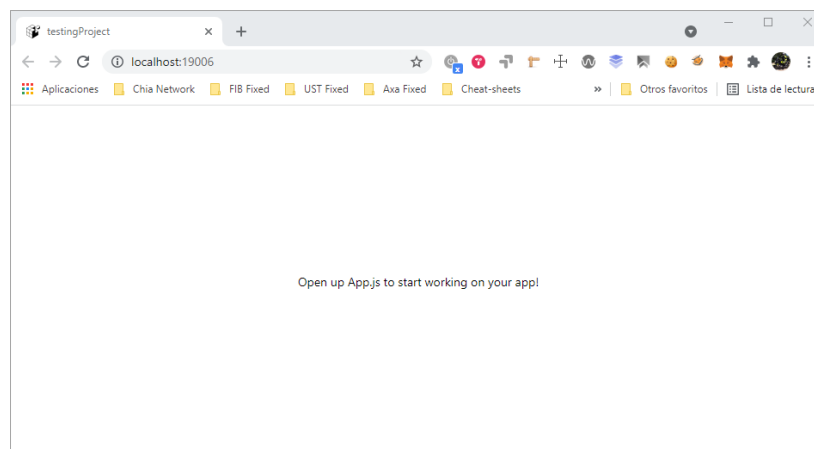 testingProject
localhost:19006
Aplicaciones Chia Network FIB Fixed UST Fixed Axa Fixed Cheat-sheets » Otros favoritos Lista de lectura
Open up App.js to start working on your app!